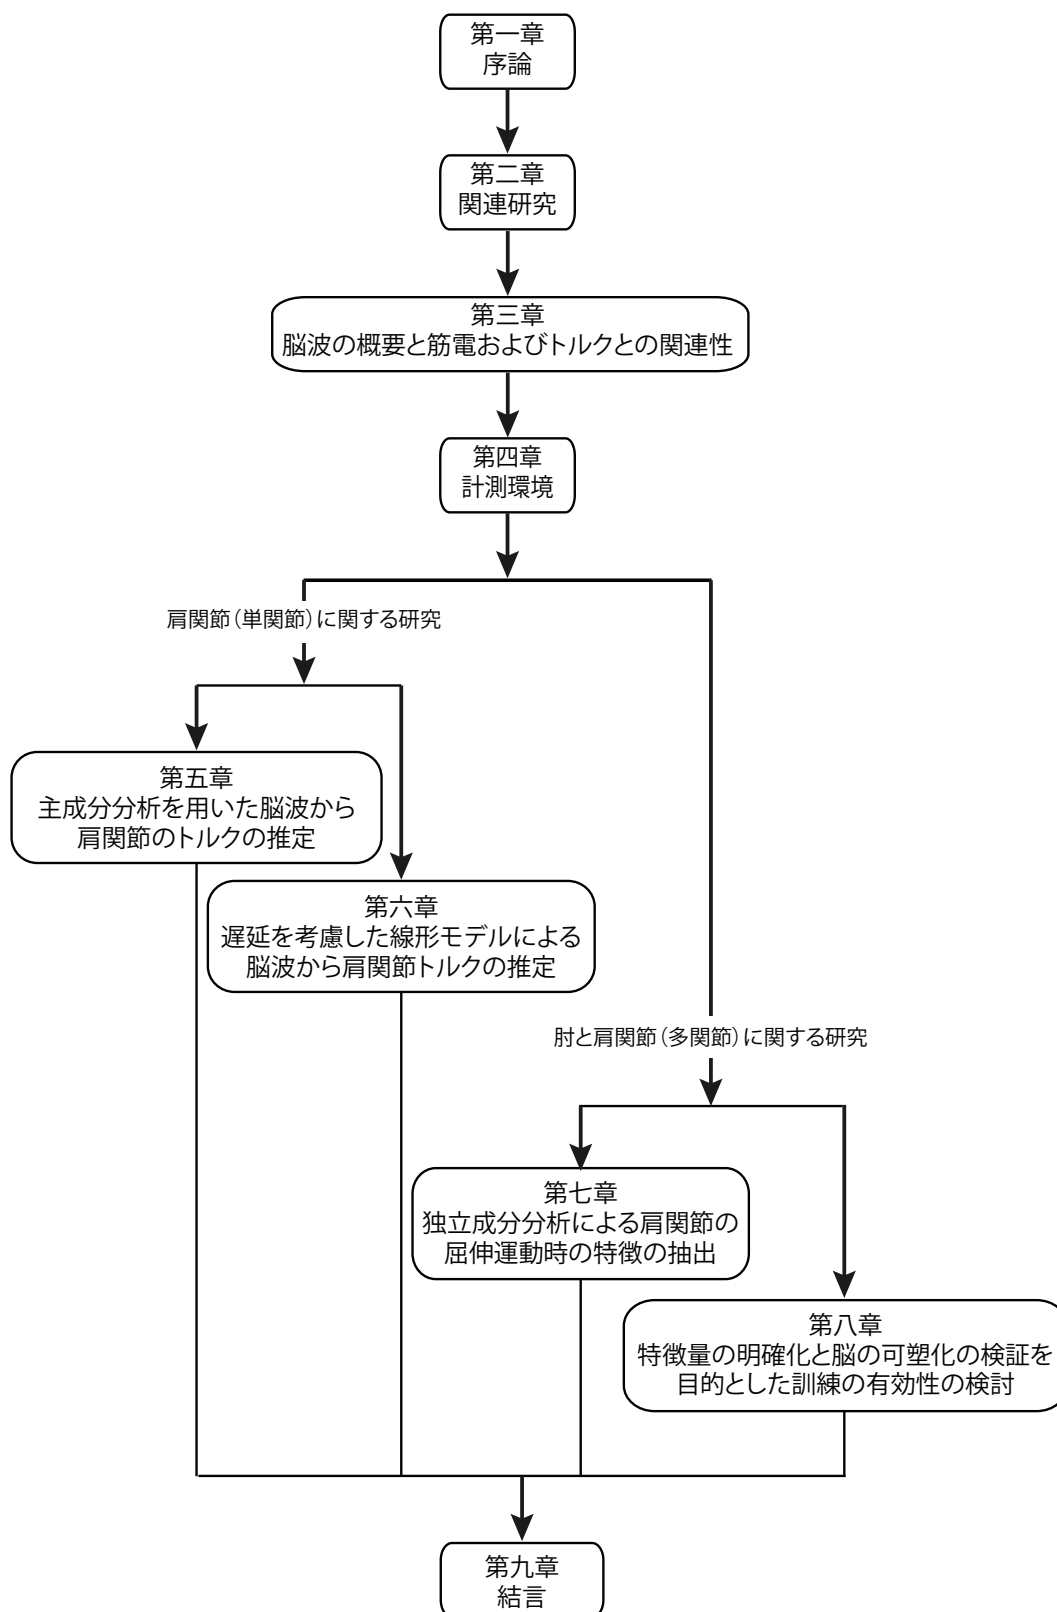 第一章
序論
第二章
関連研究
第三章
脳波の概要と筋電およびトルクとの関連性
第四章
計測環境
肩関節（単関節）に関する研究
第五章
主成分分析を用いた脳波から
肩関節のトルクの推定
第六章
遅延を考慮した線形モデルによる
脳波から肩関節トルクの推定
肘と肩関節（多関節）に関する研究
第七章
独立成分分析による肩関節の
屈伸運動時の特徴の抽出
第八章
特徴量の明確化と脳の可塑化の検証を
目的とした訓練の有効性の検討
第九章
結言